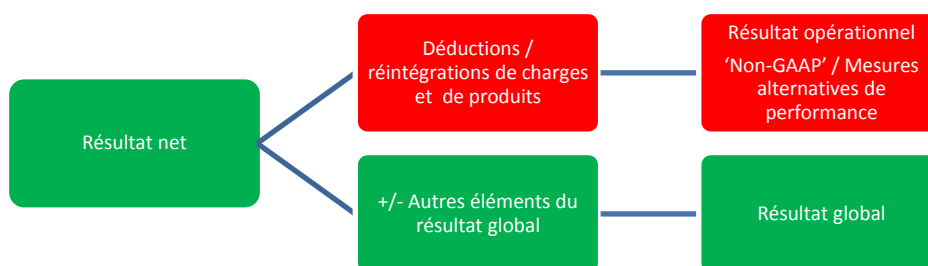 Résultat net
Déductions /
réintégrations de charges
et de produits
Résultat opérationnel
‘Non-GAAP’ / Mesures
alternatives de
performance
+/- Autres éléments du
résultat global
Résultat global